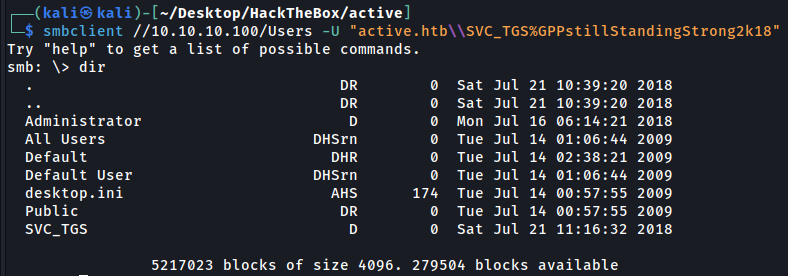 ┌──(kali㉿kali)-[~/Desktop/HackTheBox/active]
└─$ smbclient //10.10.10.100/Users -U "active.htb\\SVC_TGS%GPPstillStandingStrong2k18"
Try "help" to get a list of possible commands.
smb: \> dir
  .                                  DR        0  Sat Jul 21 10:39:20 2018
  ..                                 DR        0  Sat Jul 21 10:39:20 2018
  Administrator                       D        0  Mon Jul 16 06:14:21 2018
  All Users                       DHSrn        0  Tue Jul 14 01:06:44 2009
  Default                           DHR        0  Tue Jul 14 02:38:21 2009
  Default User                    DHSrn        0  Tue Jul 14 01:06:44 2009
  desktop.ini                       AHS      174  Tue Jul 14 00:57:55 2009
  Public                             DR        0  Tue Jul 14 00:57:55 2009
  SVC_TGS                             D        0  Sat Jul 21 11:16:32 2018
                5217023 blocks of size 4096. 279504 blocks available